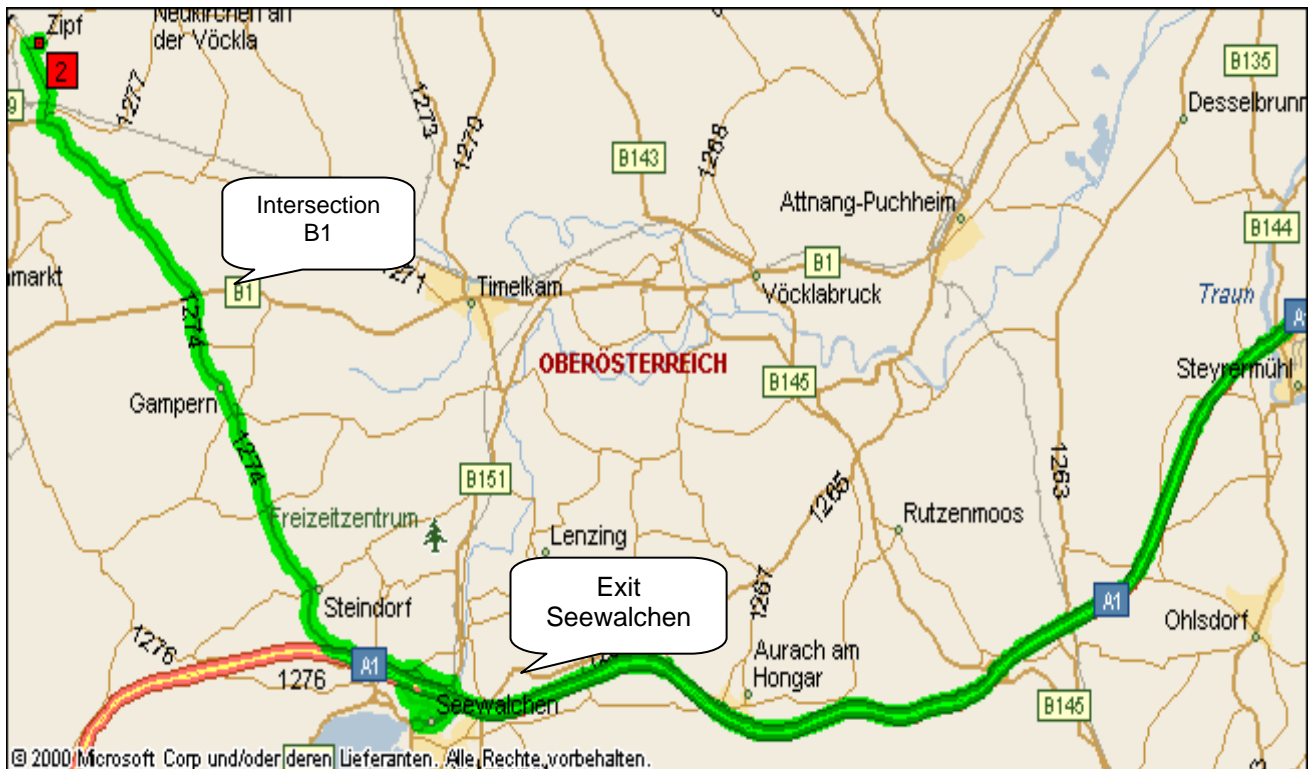 Zipf
Neukirchen an
der Vöckla
2
9
1277
1273
1270
B143
1268
B135
Desselbrunn
Attnang-Puchheim
B144
Intersection
B1
1271
B1
Timelkam
B1
Vöcklabruck
Traun
1274
OBERÖSTERREICH
B145
Steyrermühl
Gampern
1274
B151
1265
1263
Freizeitzentrum
Rutzenmoos
Lenzing
Exit
Seewalchen
Steindorf
1267
A1
Ohlsdorf
1276
A1
1276
Aurach am
Hongar
Seewalchen
B145
© 2000 Microsoft Corp und/oder deren Lieferanten. Alle Rechte vorbehalten.